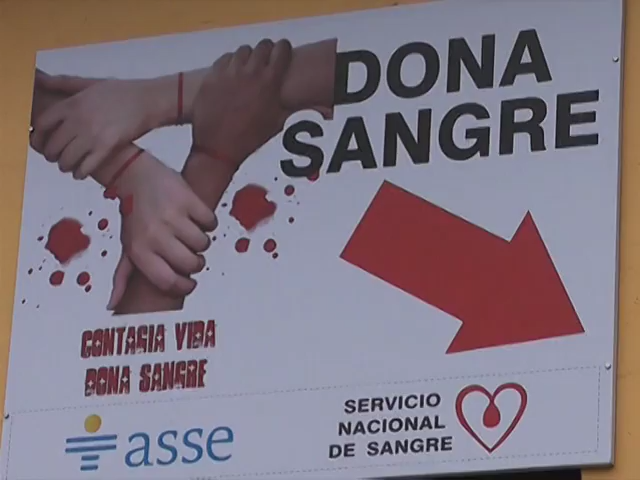 DONA
SANGRE
CONTAGIA VIDA
DONA SANGRE
asse
SERVICIO
NACIONAL
DE SANGRE